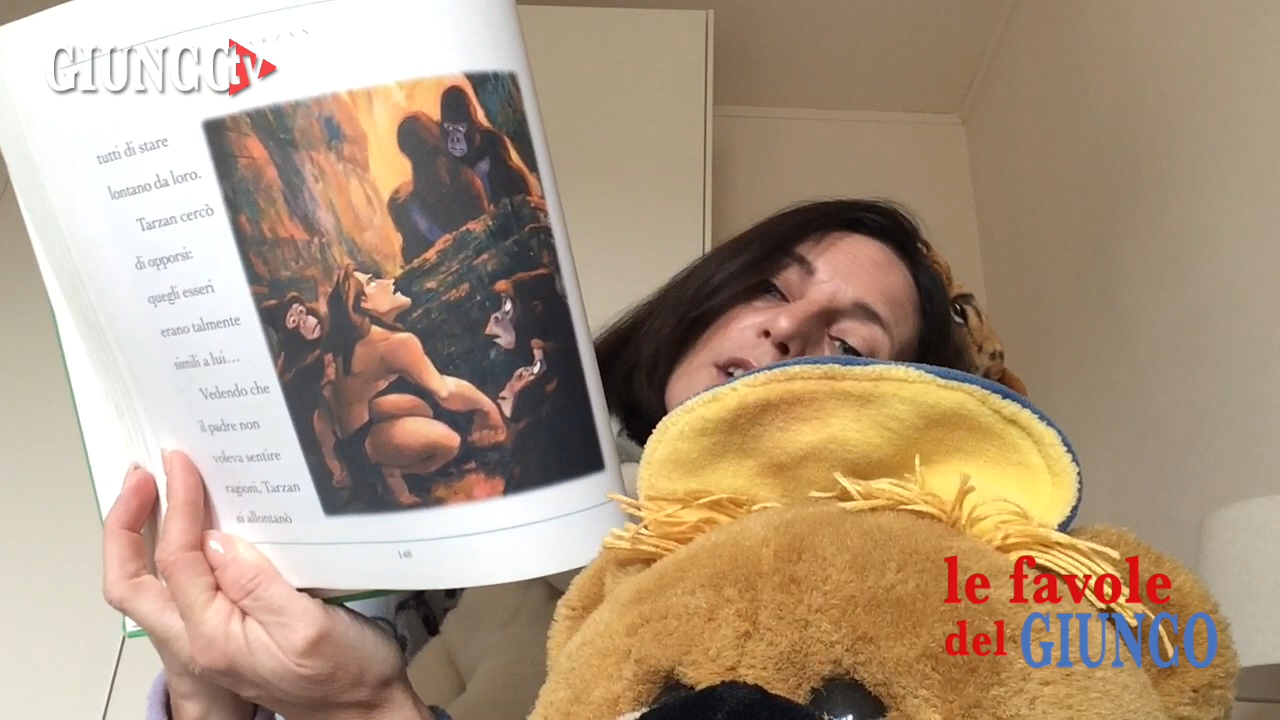 GIUNCO tv
TARZAN
tutti di stare
lontano da loro.
Tarzan cercò
di opporsi:
quegli esseri
erano talmente
simili a lui...
Vedendo che
il padre non
voleva sentire
ragioni, Tarzan
si allontanò
148
le favole
del GIUNCO